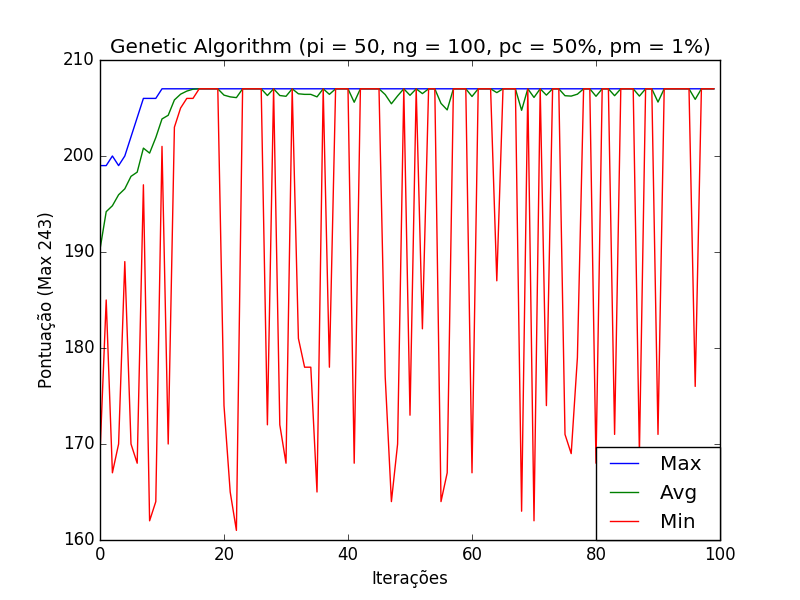 Genetic Algorithm (pi = 50, ng = 100, pc = 50%, pm = 1%)
210
200
190
180
170
160
Pontuação (Max 243)
0
20
40
60
80
100
Iterações
Max
Avg
Min